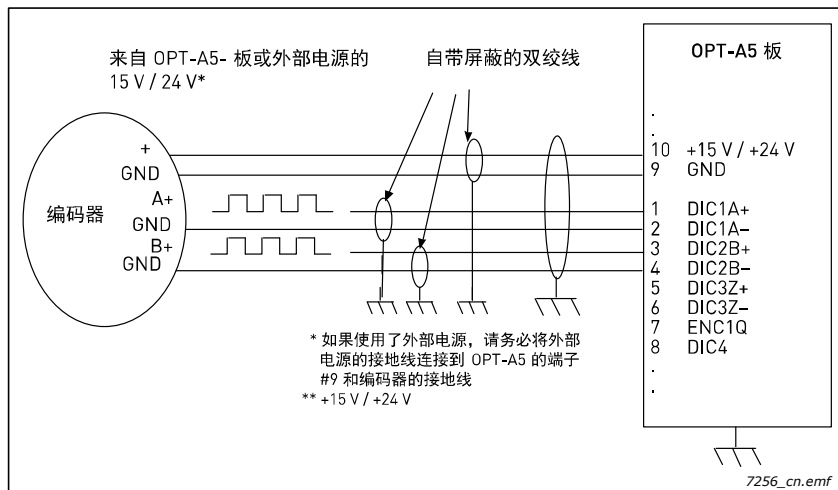 来自 OPT-A5- 板或外部电源的
15 V / 24 V*
自带屏蔽的双绞线
OPT-A5 板
.
.
编码器
+
GND
A+
GND
B+
GND
10 +15 V / +24 V
9 GND
1 DIC1A+
2 DIC1A−
3 DIC2B+
4 DIC2B−
5 DIC3Z+
6 DIC3Z−
7 ENC1Q
8 DIC4
.
.
* 如果使用了外部电源，请务必将外部
电源的接地线连接到 OPT-A5 的端子
#9 和编码器的接地线
** +15 V / +24 V
7256_cn.emf